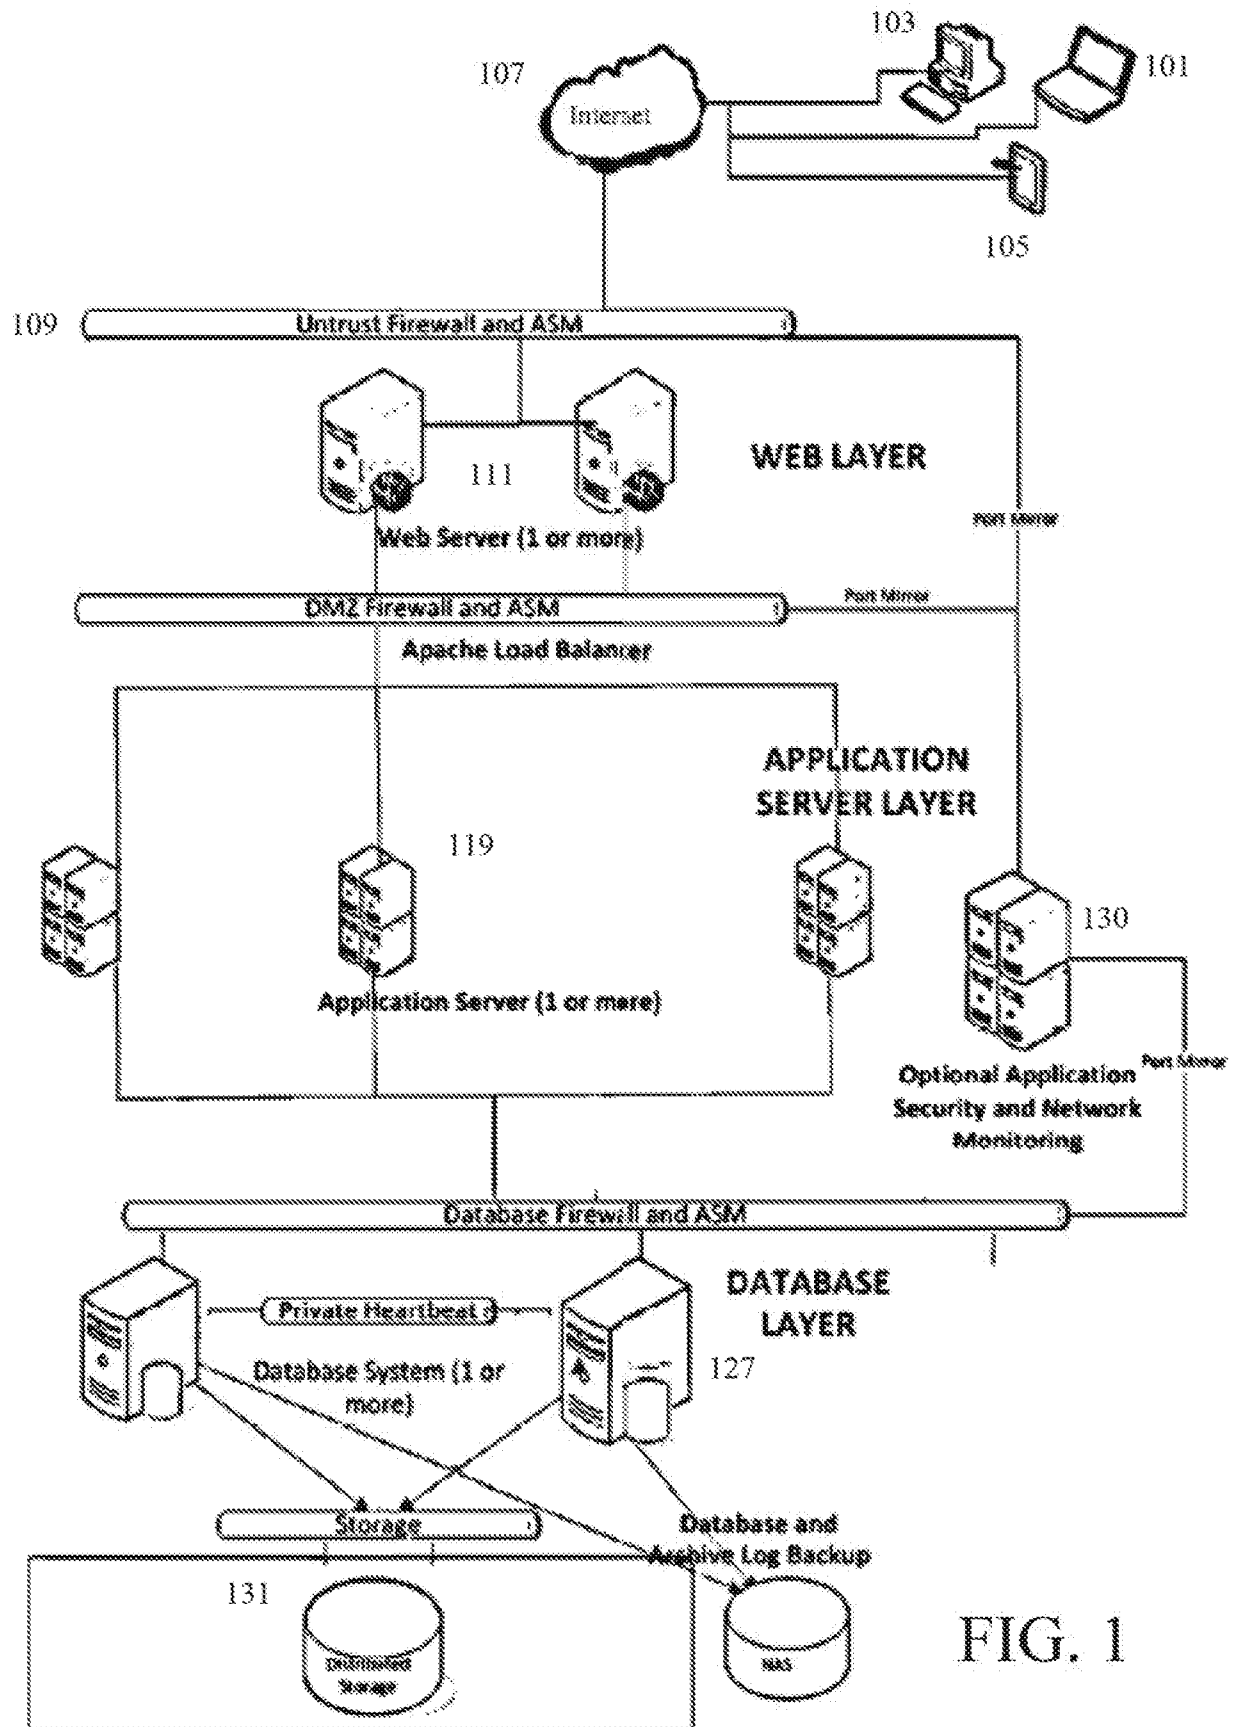 103
101
107
Internet
105
109
Untrust Firewall and ASM
WEB LAYER
111
Port Mirror
Web Server (1 or more)
DMZ Firewall and ASM
Port Mirror
Apache Load Balancer
APPLICATION
SERVER LAYER
119
130
Application Server (1 or more)
Port Mirror
Optional Application
Security and Network
Monitoring
Database Firewall and ASM
DATABASE
LAYER
Private Heartbeat
127
Database System (1 or
more)
Storage
Database and
Archive Log Backup
131
Distributed
Storage
NAS
FIG. 1